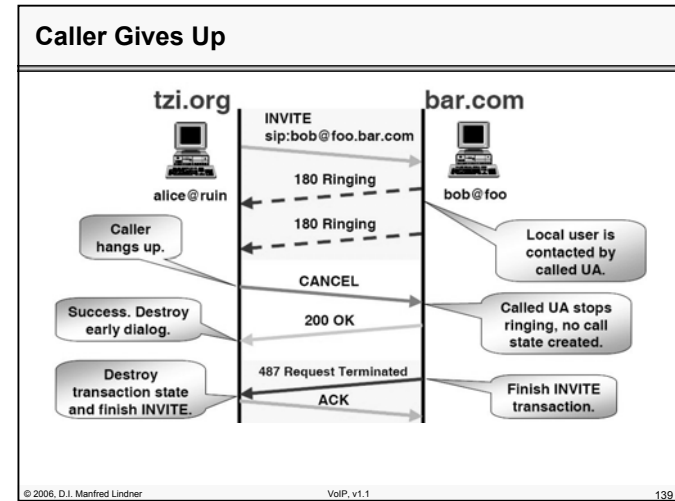 Caller Gives Up
tzi.org
bar.com
INVITE
sip:bob@foo.bar.com
alice@ruin
bob@foo
180 Ringing
180 Ringing
Caller
hangs up.
Local user is
contacted by
called UA.
CANCEL
Success. Destroy
early dialog.
200 OK
Called UA stops
ringing, no call
state created.
487 Request Terminated
Destroy
transaction state
and finish INVITE.
ACK
Finish INVITE
transaction.
© 2006, D.I. Manfred Lindner
VoIP, v1.1
139